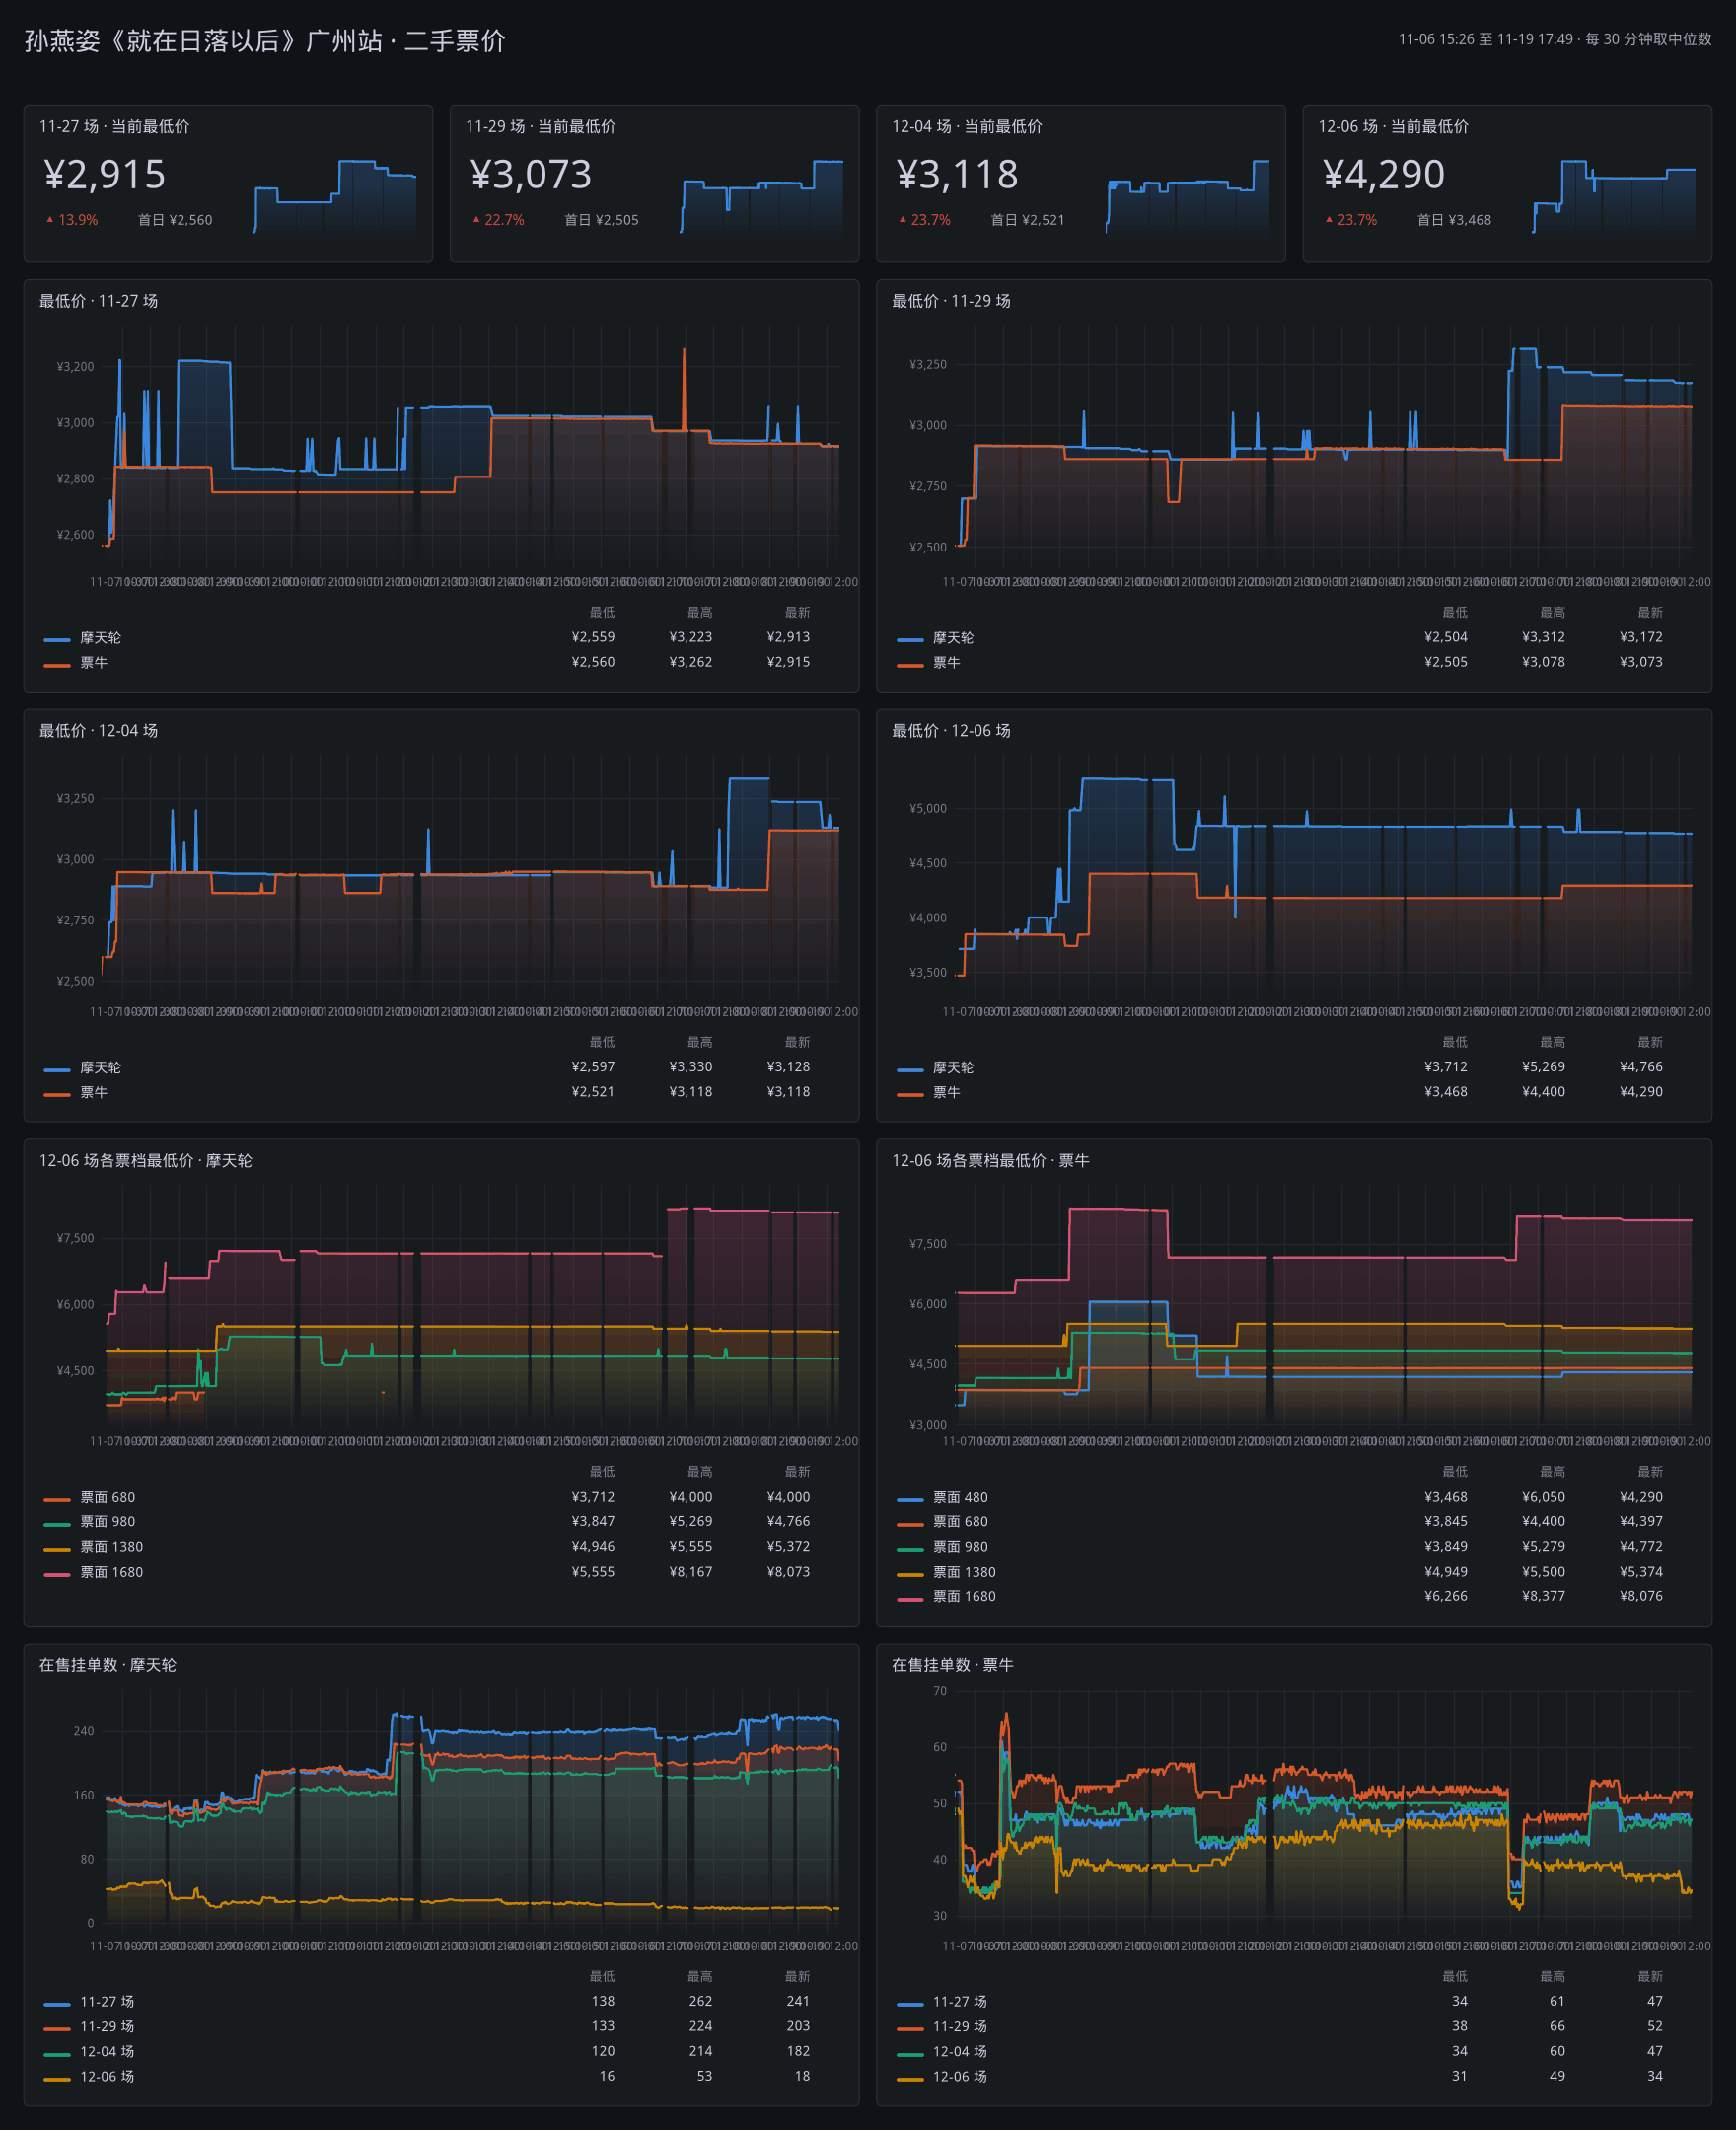 孙燕姿《就在日落以后》广州站 · 二手票价
11-06 15:26 至 11-19 17:49 · 每 30 分钟取中位数
11-27 场 · 当前最低价
¥2,915
▲ 13.9% 首日 ¥2,560
11-29 场 · 当前最低价
¥3,073
▲ 22.7% 首日 ¥2,505
12-04 场 · 当前最低价
¥3,118
▲ 23.7% 首日 ¥2,521
12-06 场 · 当前最低价
¥4,290
▲ 23.7% 首日 ¥3,468
最低价 · 11-27 场
¥3,200
¥3,000
¥2,800
¥2,600
最低 最高 最新
摩天轮 ¥2,559 ¥3,223 ¥2,913
票牛 ¥2,560 ¥3,262 ¥2,915
最低价 · 11-29 场
¥3,250
¥3,000
¥2,750
¥2,500
最低 最高 最新
摩天轮 ¥2,504 ¥3,312 ¥3,172
票牛 ¥2,505 ¥3,078 ¥3,073
最低价 · 12-04 场
¥3,250
¥3,000
¥2,750
¥2,500
最低 最高 最新
摩天轮 ¥2,597 ¥3,330 ¥3,128
票牛 ¥2,521 ¥3,118 ¥3,118
最低价 · 12-06 场
¥5,000
¥4,500
¥4,000
¥3,500
最低 最高 最新
摩天轮 ¥3,712 ¥5,269 ¥4,766
票牛 ¥3,468 ¥4,400 ¥4,290
12-06 场各票档最低价 · 摩天轮
¥7,500
¥6,000
¥4,500
最低 最高 最新
票面 680 ¥3,712 ¥4,000 ¥4,000
票面 980 ¥3,847 ¥5,269 ¥4,766
票面 1380 ¥4,946 ¥5,555 ¥5,372
票面 1680 ¥5,555 ¥8,167 ¥8,073
12-06 场各票档最低价 · 票牛
¥7,500
¥6,000
¥4,500
¥3,000
最低 最高 最新
票面 480 ¥3,468 ¥6,050 ¥4,290
票面 680 ¥3,845 ¥4,400 ¥4,397
票面 980 ¥3,849 ¥5,279 ¥4,772
票面 1380 ¥4,949 ¥5,500 ¥5,374
票面 1680 ¥6,266 ¥8,377 ¥8,076
在售挂单数 · 摩天轮
240
160
80
0
最低 最高 最新
11-27 场 138 262 241
11-29 场 133 224 203
12-04 场 120 214 182
12-06 场 16 53 18
在售挂单数 · 票牛
70
60
50
40
30
最低 最高 最新
11-27 场 34 61 47
11-29 场 38 66 52
12-04 场 34 60 47
12-06 场 31 49 34